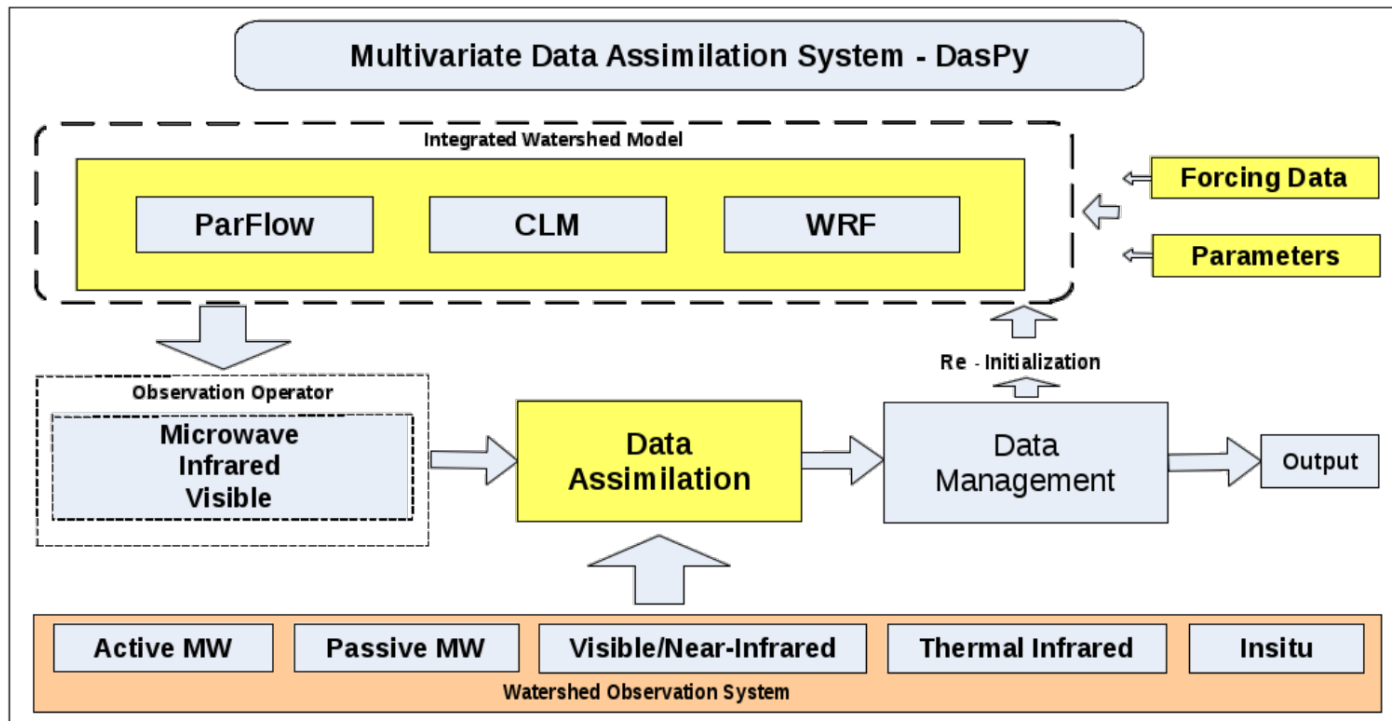 Multivariate Data Assimilation System - DasPy
Integrated Watershed Model
ParFlow
CLM
WRF
Forcing Data
Parameters
Re - Initialization
Observation Operator
Microwave
Infrared
Visible
Data
Assimilation
Data
Management
Output
Active MW
Passive MW
Visible/Near-Infrared
Thermal Infrared
Insitu
Watershed Observation System